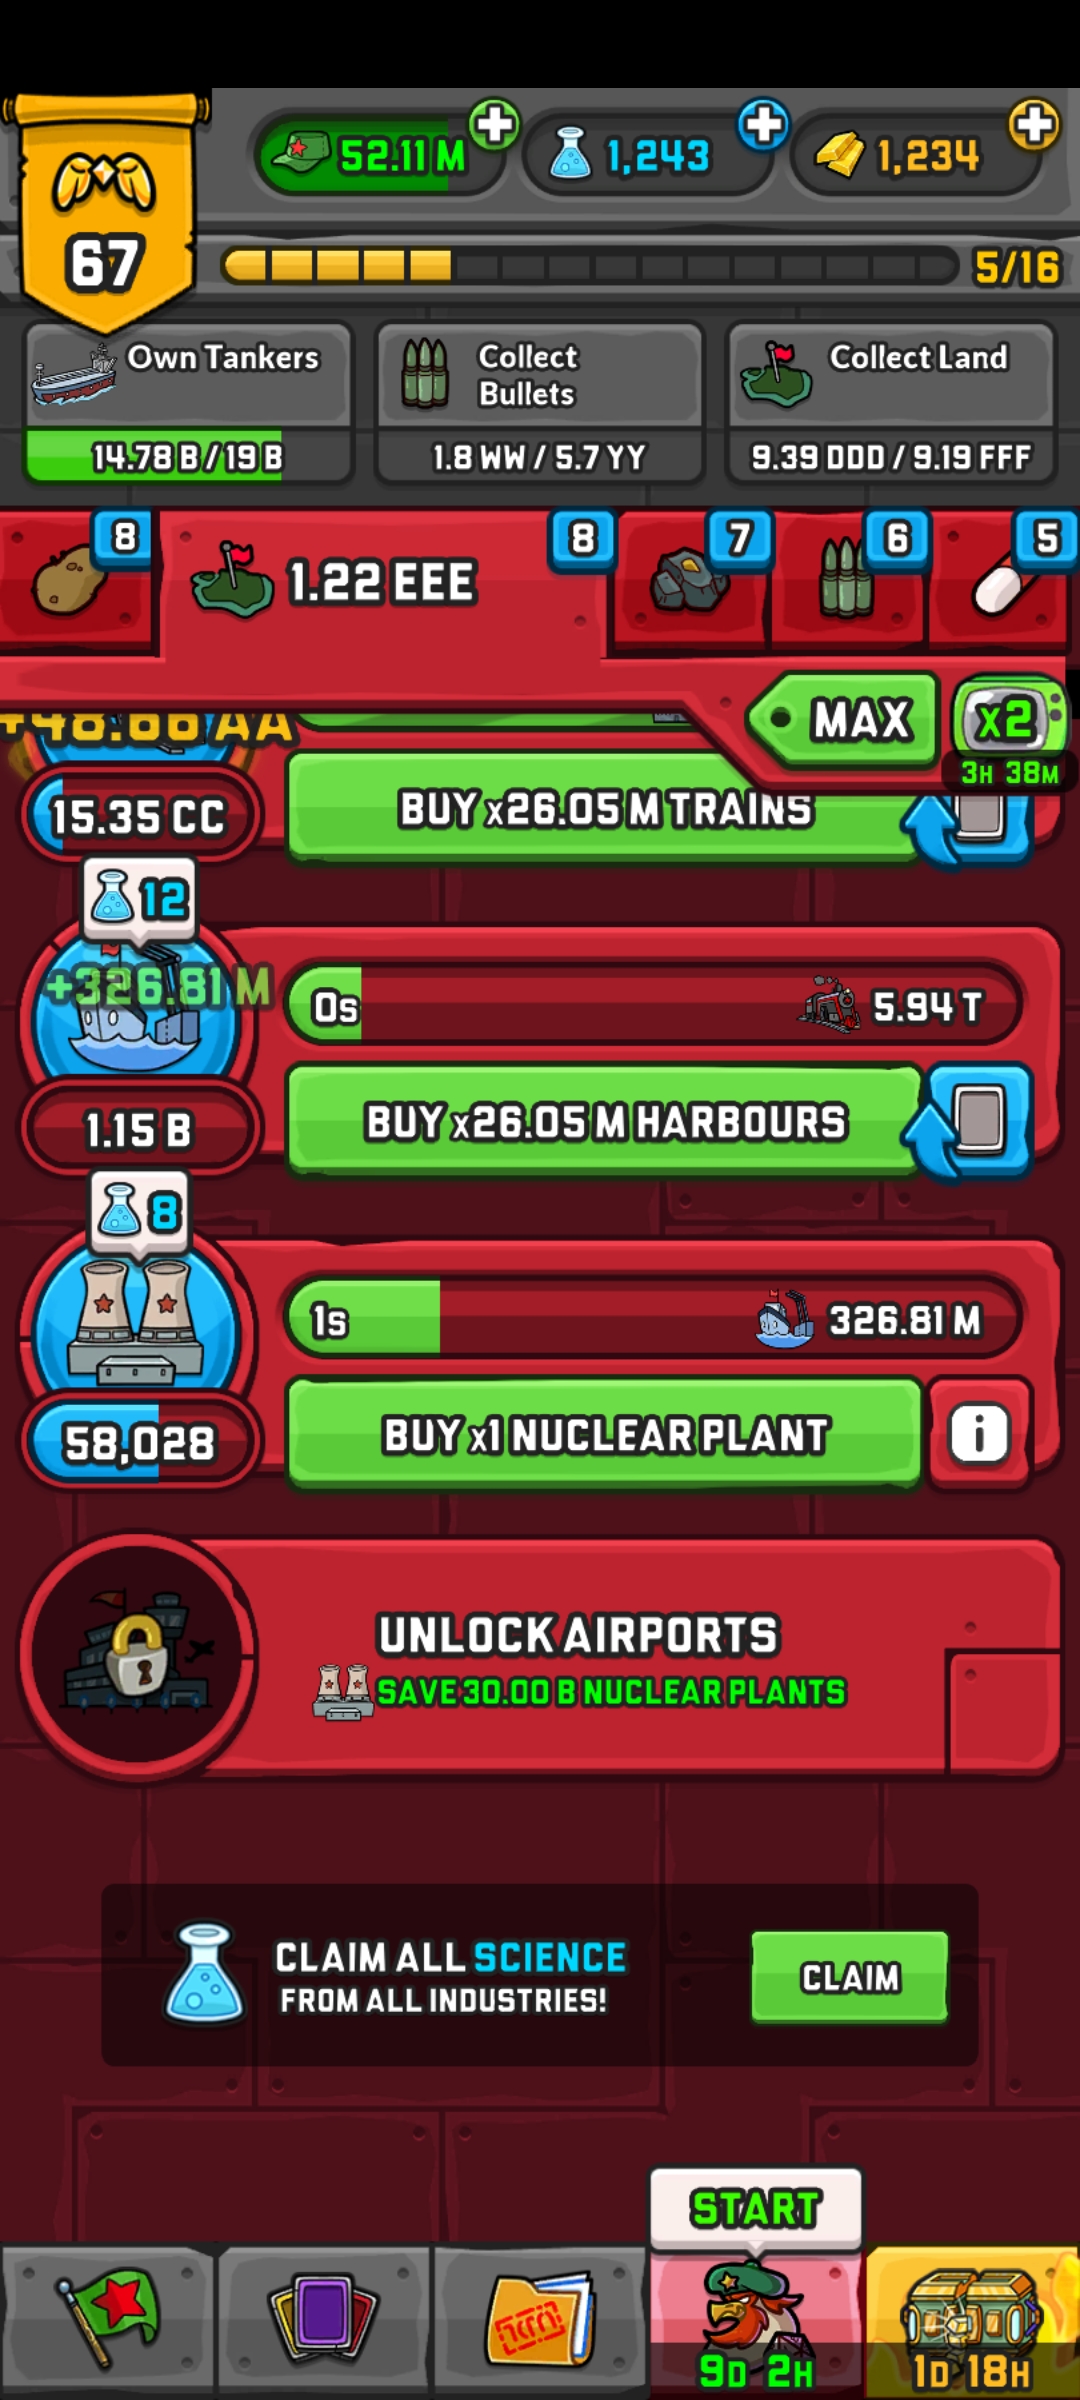 52.11 M
1,243
1,234
67
5/16
Own Tankers
14.78 B / 19 B
Collect
Bullets
1.8 WW / 5.7 YY
Collect Land
9.39 DDD / 9.19 FFF
8
1.22 EEE
8
7
6
5
MAX
x2
3H 38M
+48.66 AA
15.35 CC
BUY x26.05 M TRAINS
12
+326.81 M
0s
5.94 T
1.15 B
BUY x26.05 M HARBOURS
8
1s
326.81 M
58,028
BUY x1 NUCLEAR PLANT
i
UNLOCK AIRPORTS
SAVE 30.00 B NUCLEAR PLANTS
CLAIM ALL SCIENCE
FROM ALL INDUSTRIES!
CLAIM
START
9D 2H
1D 18H